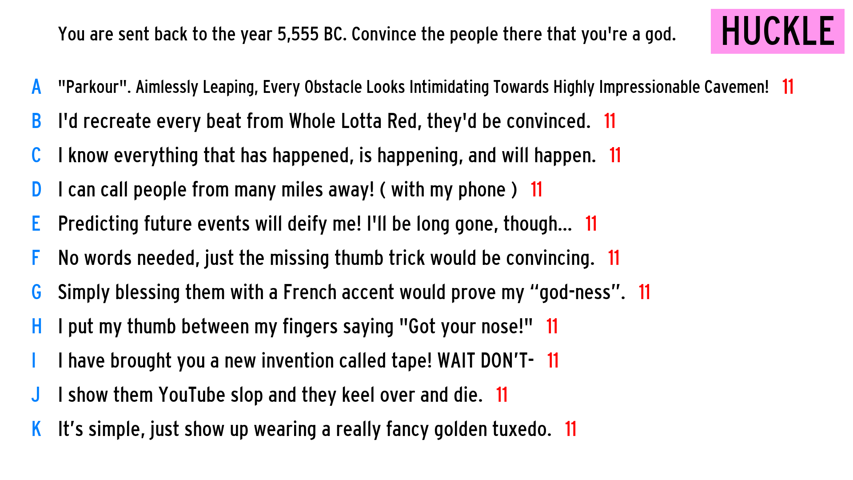 You are sent back to the year 5,555 BC. Convince the people there that you're a god.
HUCKLE
A "Parkour". Aimlessly Leaping, Every Obstacle Looks Intimidating Towards Highly Impressionable Cavemen! 11
B I'd recreate every beat from Whole Lotta Red, they'd be convinced. 11
C I know everything that has happened, is happening, and will happen. 11
D I can call people from many miles away! ( with my phone ) 11
E Predicting future events will deify me! I'll be long gone, though... 11
F No words needed, just the missing thumb trick would be convincing. 11
G Simply blessing them with a French accent would prove my “god-ness”. 11
H I put my thumb between my fingers saying "Got your nose!" 11
I I have brought you a new invention called tape! WAIT DON’T- 11
J I show them YouTube slop and they keel over and die. 11
K It’s simple, just show up wearing a really fancy golden tuxedo. 11